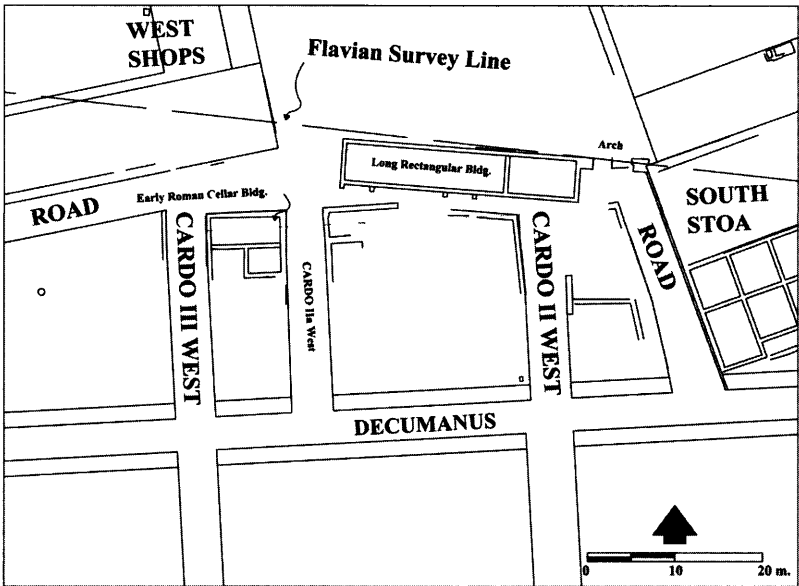 WEST
SHOPS
Flavian Survey Line
Arch
Long Rectangular Bldg.
Early Roman Cellar Bldg.
ROAD
SOUTH
STOA
ROAD
CARDO III WEST
CARDO IIa West
CARDO II WEST
DECUMANUS
0 10 20 m.